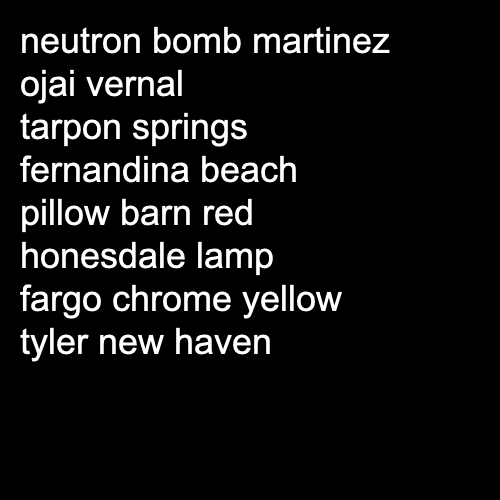 neutron bomb martinez
ojai vernal
tarpon springs
fernandina beach
pillow barn red
honesdale lamp
fargo chrome yellow
tyler new haven